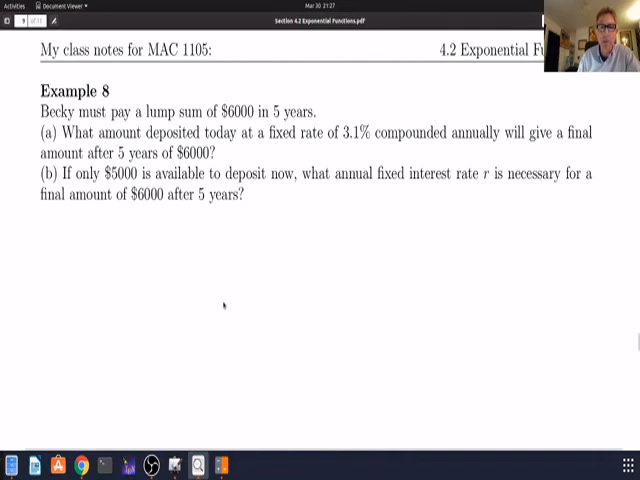 Activities Document Viewer Mar 30 21:27
9 of 11 Section 4.2 Exponential Functions.pdf
My class notes for MAC 1105: 4.2 Exponential Fu
Example 8
Becky must pay a lump sum of $6000 in 5 years.
(a) What amount deposited today at a fixed rate of 3.1% compounded annually will give a final
amount after 5 years of $6000?
(b) If only $5000 is available to deposit now, what annual fixed interest rate r is necessary for a
final amount of $6000 after 5 years?